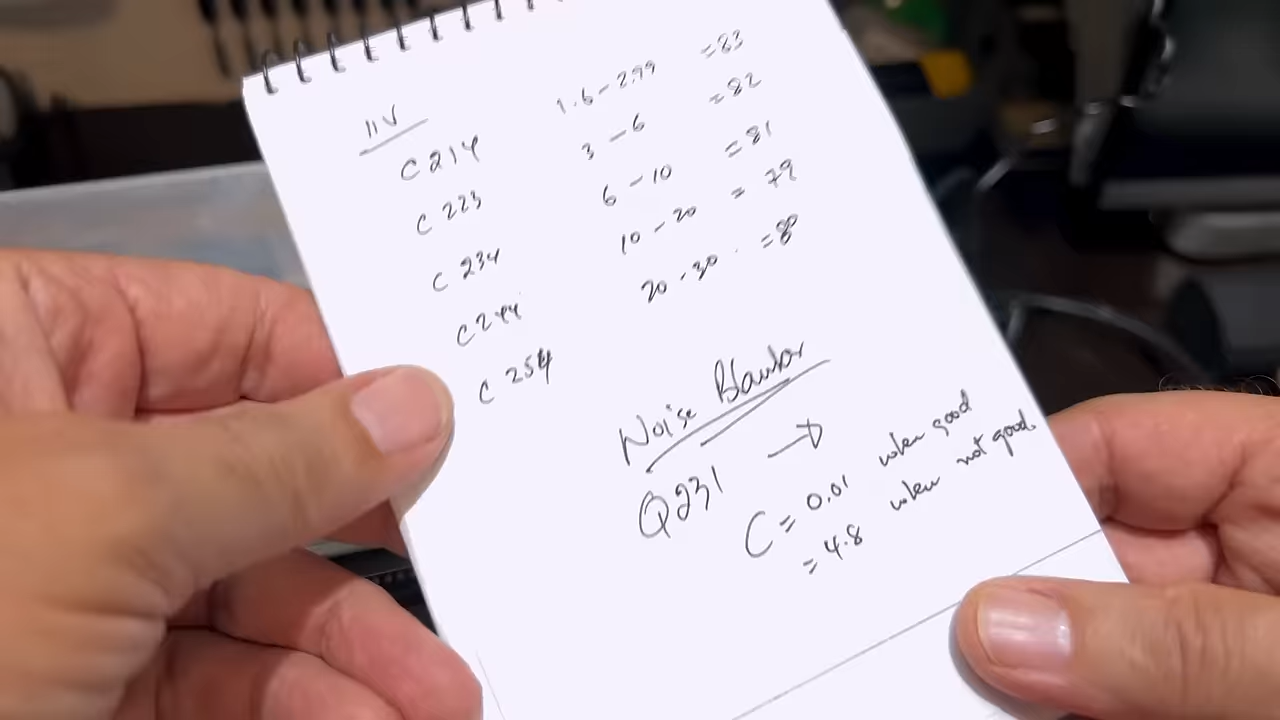 11V
C214 1.6 - 2.99 = 83
C223 3 - 6 = 82
C234 6 - 10 = 81
C244 10 - 20 = 79
C254 20 - 30 = 80
Noise Blanker
Q231 →
C = 0.01 when good
= 4.8 when not good.